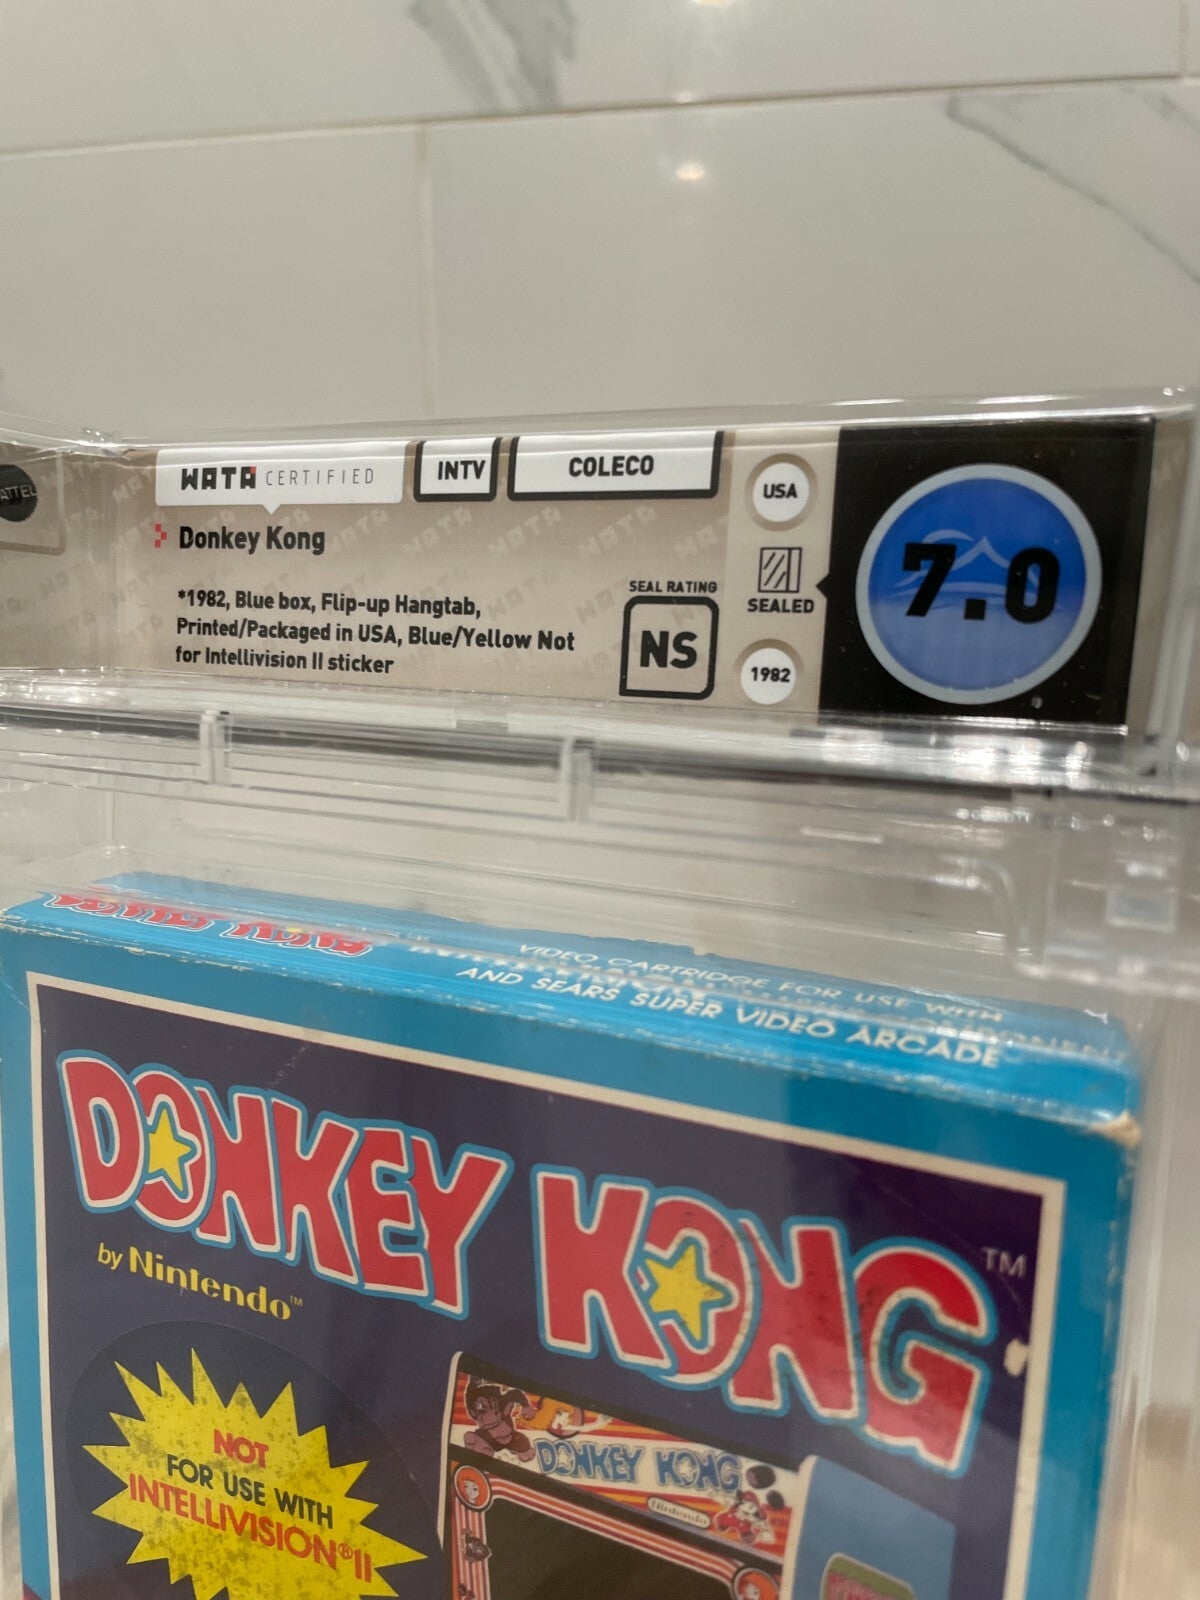 WATA CERTIFIED
INTV
COLECO
USA
Donkey Kong
7.0
*1982, Blue box, Flip-up Hangtab,
Printed/Packaged in USA, Blue/Yellow Not
for Intellivision II sticker
SEAL RATING
NS
SEALED
1982
VIDEO CARTRIDGE FOR USE WITH
AND SEARS SUPER VIDEO ARCADE
DONKEY KONG™
by Nintendo™
NOT
FOR USE WITH
INTELLIVISION® II
DONKEY KONG
Nintendo